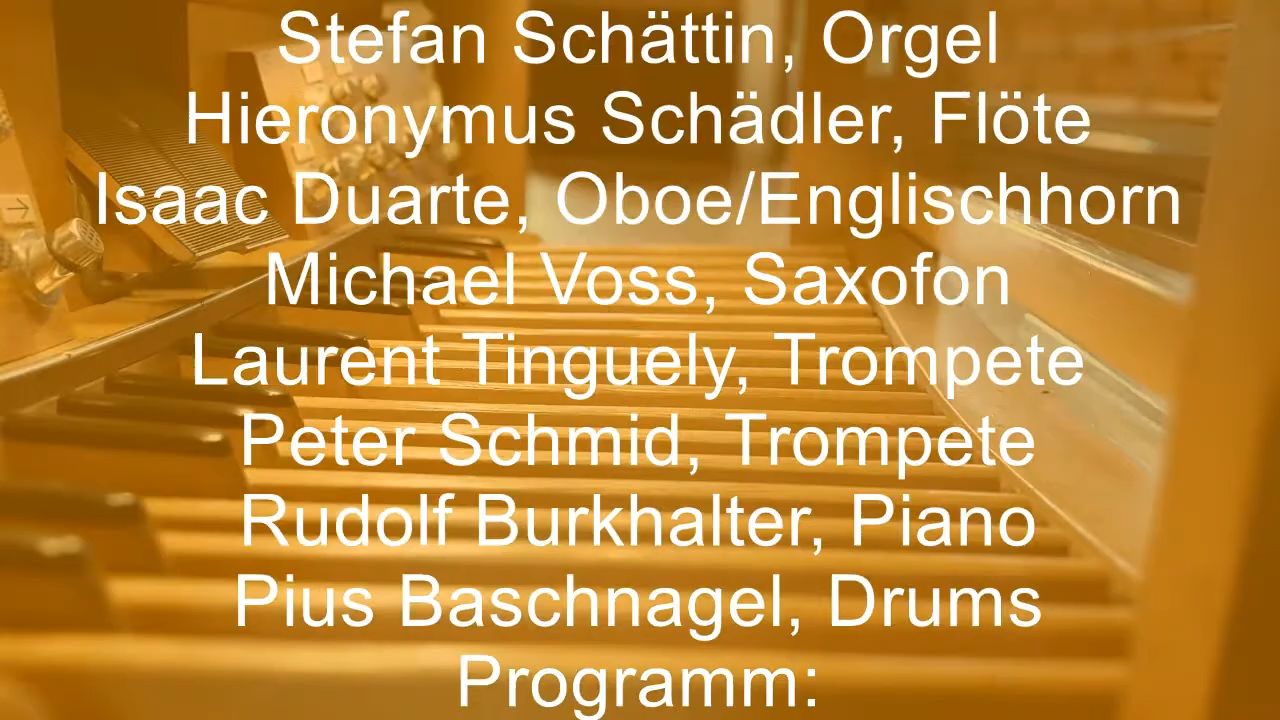 Stefan Schättin, Orgel
Hieronymus Schädler, Flöte
Isaac Duarte, Oboe/Englischhorn
Michael Voss, Saxofon
Laurent Tinguely, Trompete
Peter Schmid, Trompete
Rudolf Burkhalter, Piano
Pius Baschnagel, Drums
Programm: